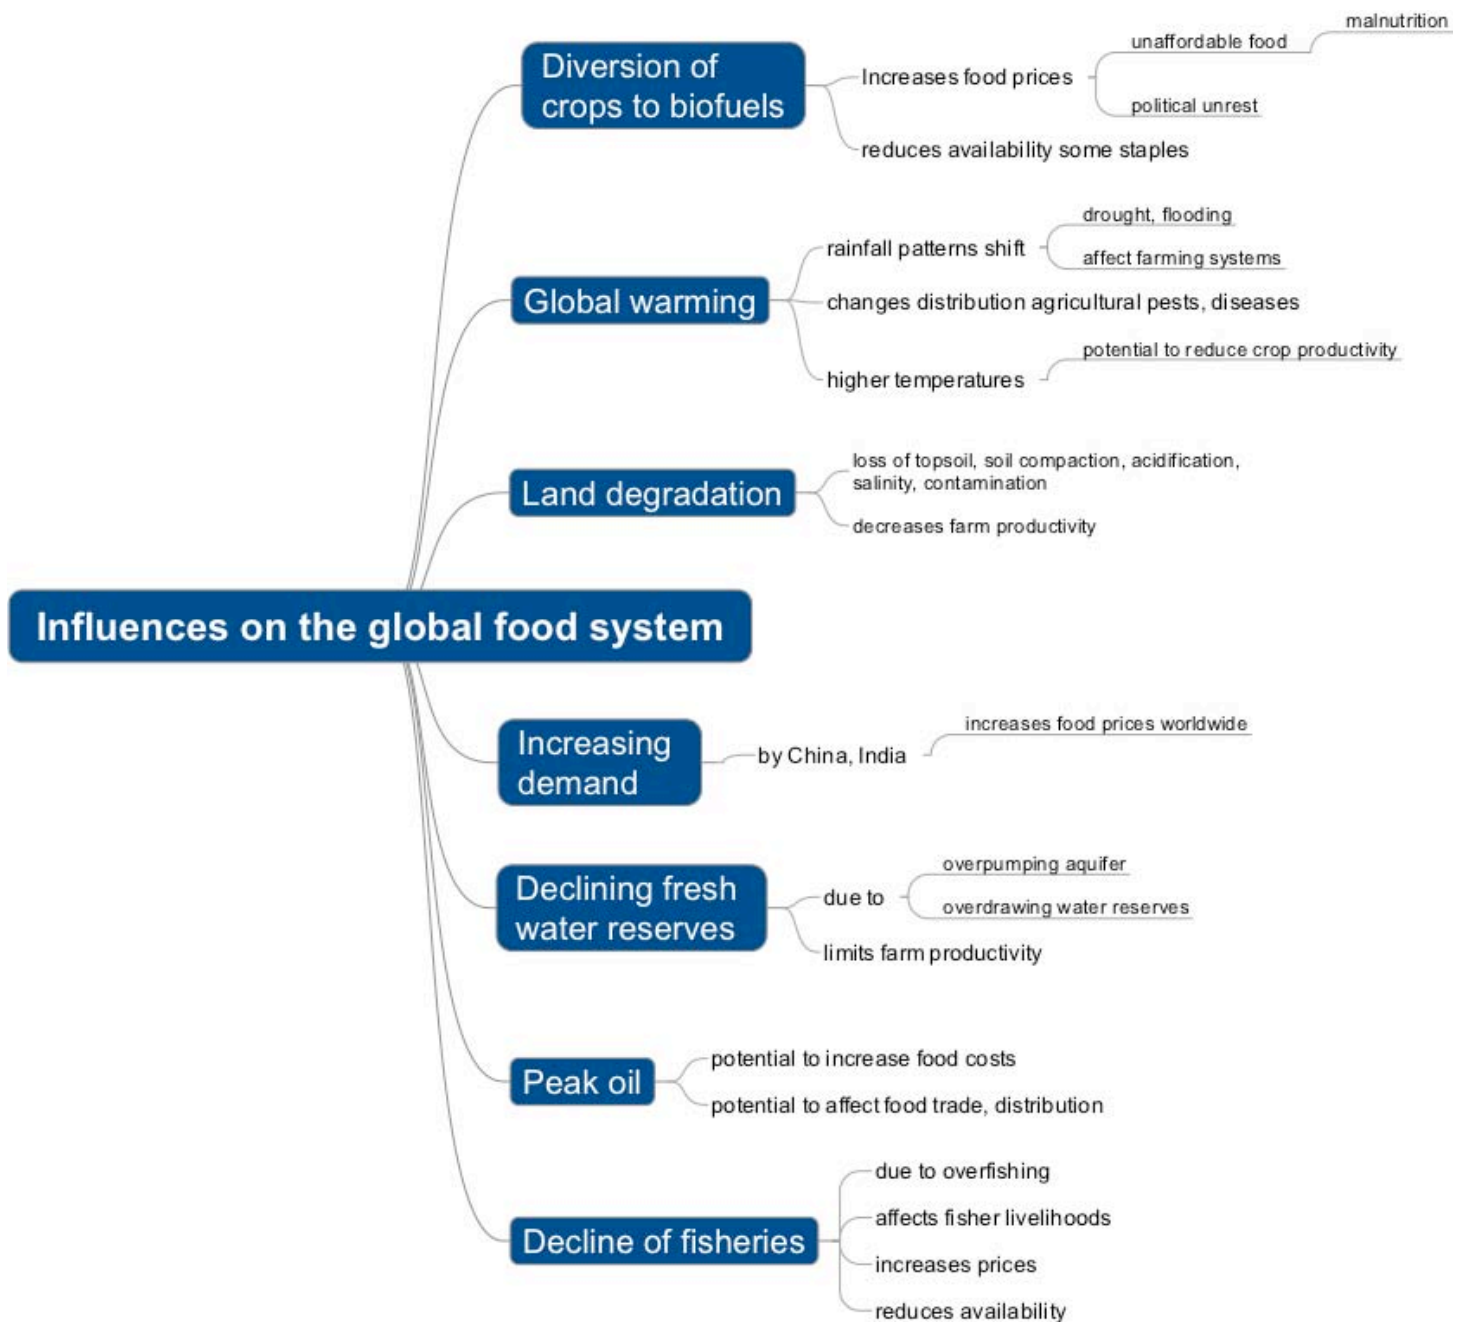 Diversion of
crops to biofuels
Increases food prices
unaffordable food
malnutrition
political unrest
reduces availability some staples
Global warming
rainfall patterns shift
drought, flooding
affect farming systems
changes distribution agricultural pests, diseases
higher temperatures
potential to reduce crop productivity
Land degradation
loss of topsoil, soil compaction, acidification,
salinity, contamination
decreases farm productivity
Influences on the global food system
Increasing
demand
by China, India
increases food prices worldwide
Declining fresh
water reserves
due to
overpumping aquifer
overdrawing water reserves
limits farm productivity
Peak oil
potential to increase food costs
potential to affect food trade, distribution
Decline of fisheries
due to overfishing
affects fisher livelihoods
increases prices
reduces availability